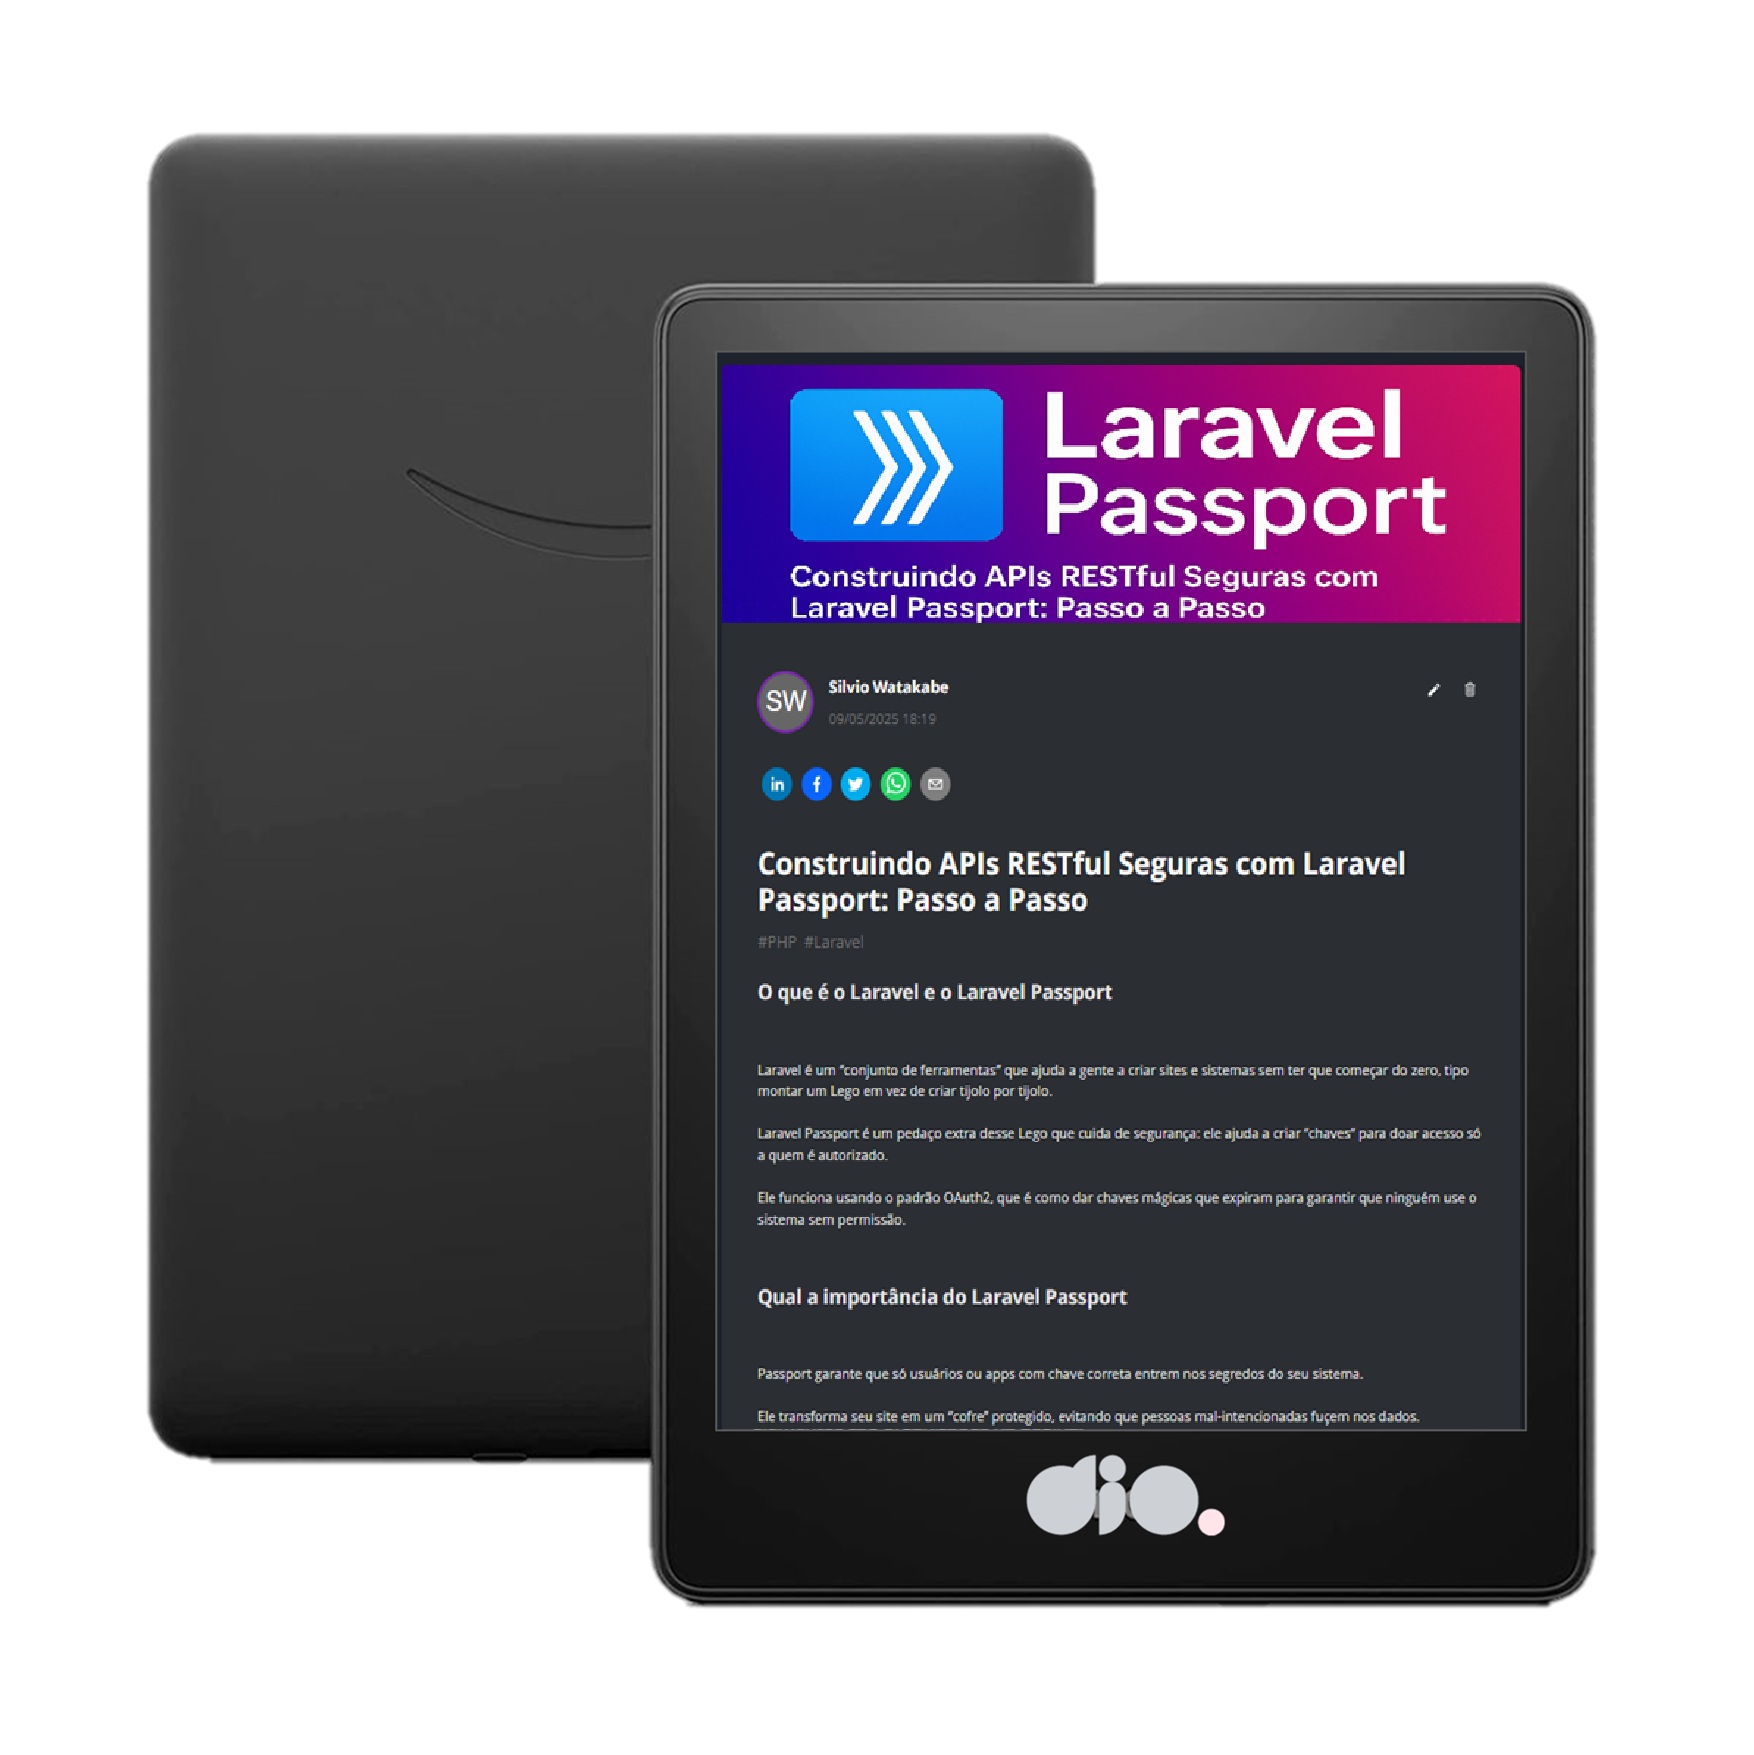 Laravel
Passport
Construindo APIs RESTful Seguras com
Laravel Passport: Passo a Passo
SW
Silvio Watakabe
09/05/2025 18:19
in
f
Construindo APIs RESTful Seguras com Laravel
Passport: Passo a Passo
#PHP #Laravel
O que é o Laravel e o Laravel Passport
Laravel é um "conjunto de ferramentas" que ajuda a gente a criar sites e sistemas sem ter que começar do zero, tipo
montar um Lego em vez de criar tijolo por tijolo.
Laravel Passport é um pedaço extra desse Lego que cuida de segurança: ele ajuda a criar "chaves" para doar acesso só
a quem é autorizado.
Ele funciona usando o padrão OAuth2, que é como dar chaves mágicas que expiram para garantir que ninguém use o
sistema sem permissão.
Qual a importância do Laravel Passport
Passport garante que só usuários ou apps com chave correta entrem nos segredos do seu sistema.
Ele transforma seu site em um "cofre" protegido, evitando que pessoas mal-intencionadas fuçem nos dados.
dio.